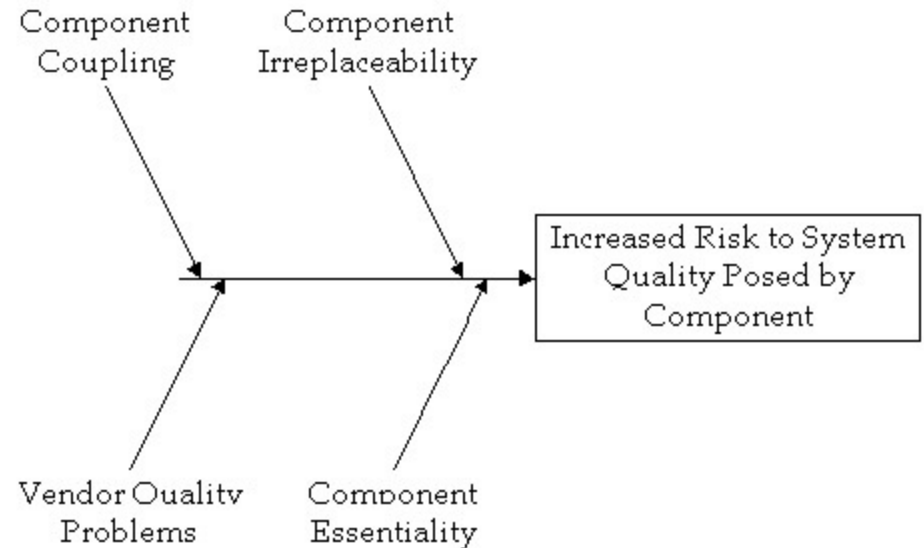 Component
Coupling
Component
Irreplaceability
Increased Risk to System
Quality Posed by
Component
Vendor Quality
Problems
Component
Essentiality